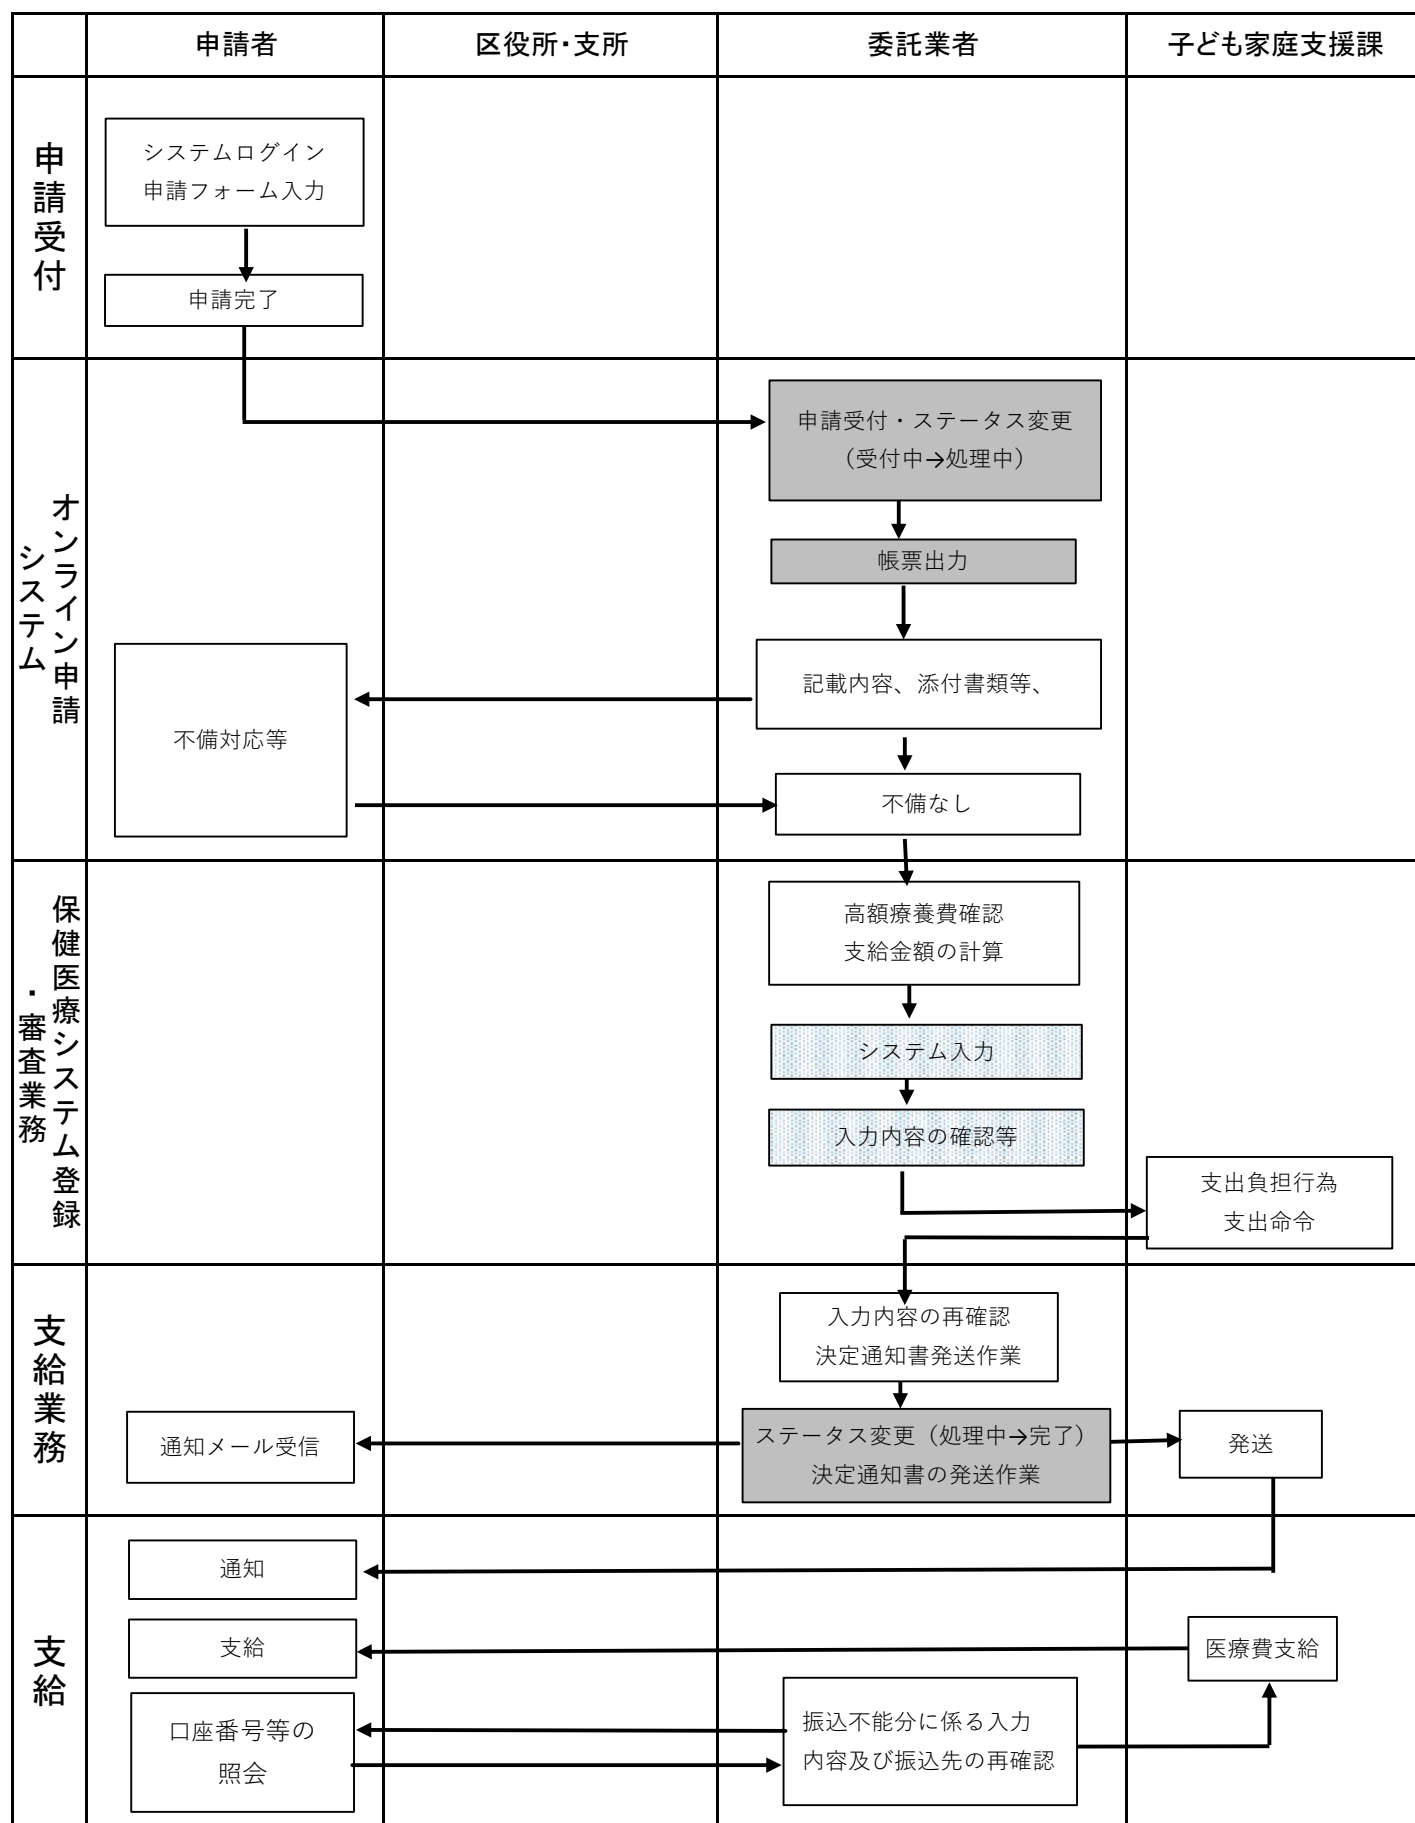 申請者
区役所・支所
委託業者
子ども家庭支援課
申請受付
システムログイン
申請フォーム入力
申請完了
オンライン申請
システム
申請受付・ステータス変更
（受付中→処理中）
帳票出力
記載内容、添付書類等、
不備対応等
不備なし
保健医療システム登録
・審査業務
高額療養費確認
支給金額の計算
システム入力
入力内容の確認等
支出負担行為
支出命令
支給業務
入力内容の再確認
決定通知書発送作業
通知メール受信
ステータス変更（処理中→完了）
決定通知書の発送作業
発送
支給
通知
支給
医療費支給
口座番号等の
照会
振込不能分に係る入力
内容及び振込先の再確認